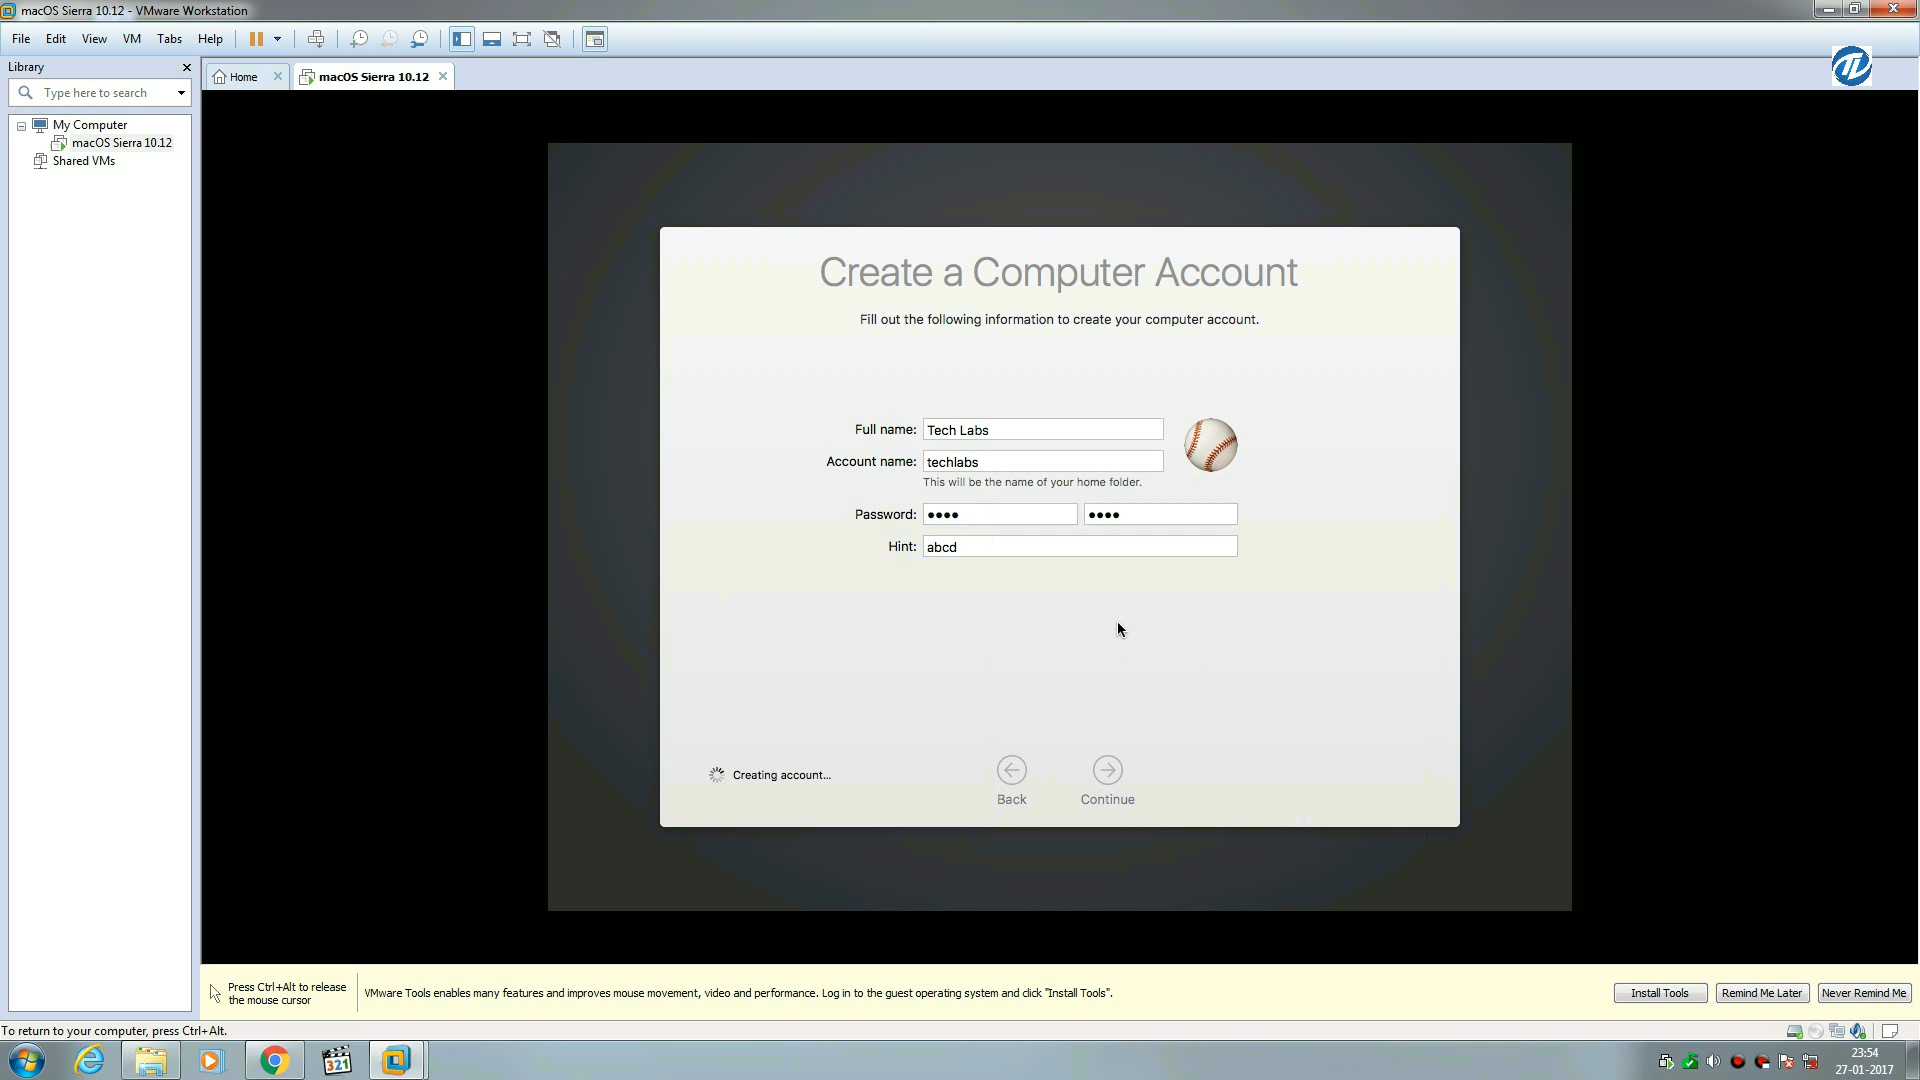 macOS Sierra 10.12 - VMware Workstation
File Edit View VM Tabs Help
Library
Home
macOS Sierra 10.12
Type here to search
My Computer
macOS Sierra 10.12
Shared VMs
TL
Create a Computer Account
Fill out the following information to create your computer account.
Full name: Tech Labs
Account name: techlabs
This will be the name of your home folder.
Password: •••• ••••
Hint: abcd
Creating account...
Back
Continue
Press Ctrl+Alt to release
the mouse cursor
VMware Tools enables many features and improves mouse movement, video and performance. Log in to the guest operating system and click "Install Tools".
Install Tools
Remind Me Later
Never Remind Me
To return to your computer, press Ctrl+Alt.
321
23:54
27-01-2017